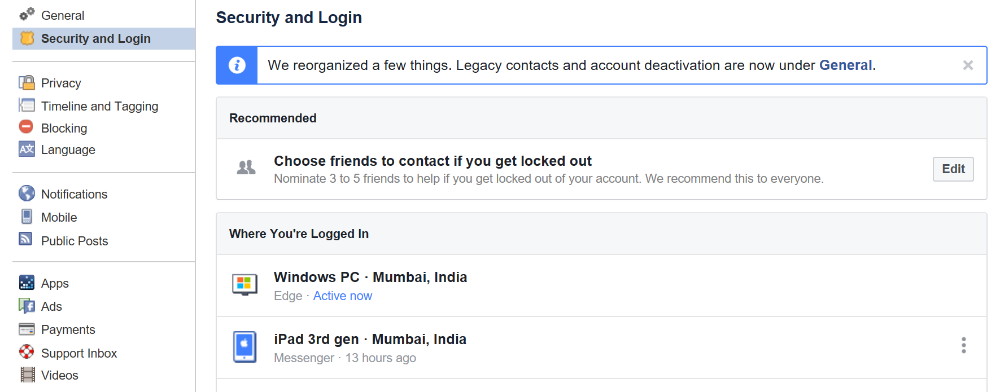 General
Security and Login
Privacy
Timeline and Tagging
Blocking
Language
Notifications
Mobile
Public Posts
Apps
Ads
Payments
Support Inbox
Videos
Security and Login
We reorganized a few things. Legacy contacts and account deactivation are now under General.
Recommended
Choose friends to contact if you get locked out
Nominate 3 to 5 friends to help if you get locked out of your account. We recommend this to everyone.
Edit
Where You're Logged In
Windows PC · Mumbai, India
Edge · Active now
iPad 3rd gen · Mumbai, India
Messenger · 13 hours ago